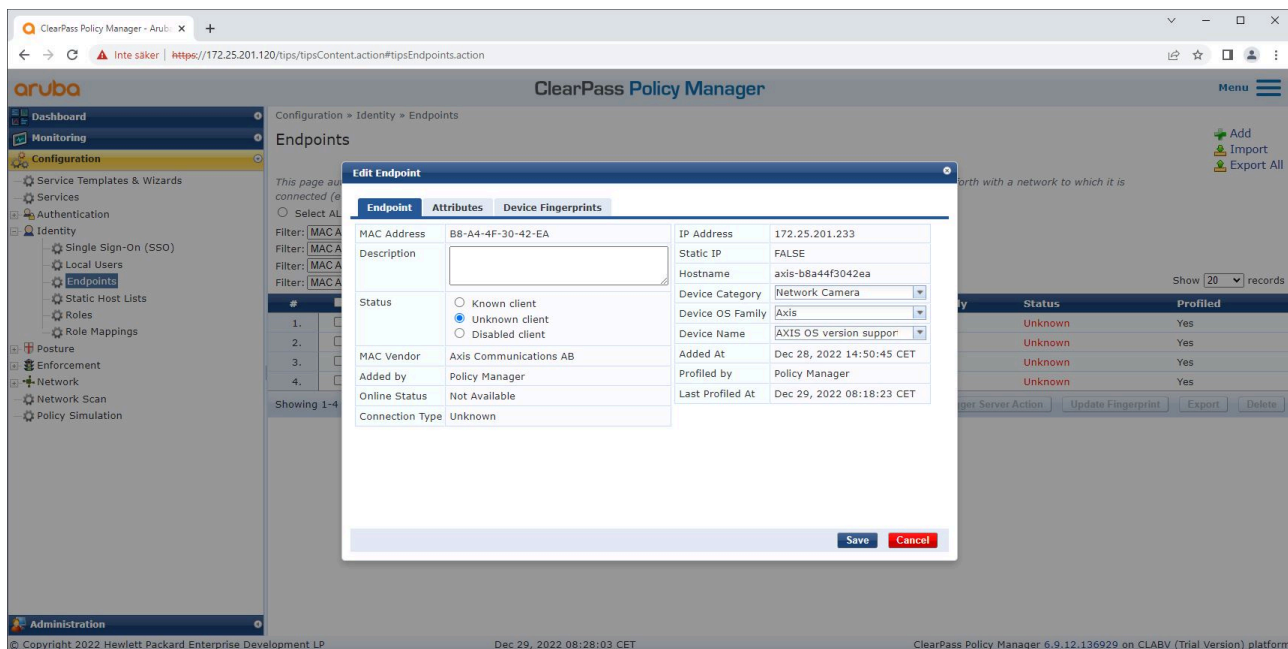 ClearPass Policy Manager - Arub
Inte säker | https://172.25.201.120/tips/tipsContent.action#tipsEndpoints.action
aruba
ClearPass Policy Manager
Menu
Dashboard
Monitoring
Configuration
Service Templates & Wizards
Services
Authentication
Identity
Single Sign-On (SSO)
Local Users
Endpoints
Static Host Lists
Roles
Role Mappings
Posture
Enforcement
Network
Network Scan
Policy Simulation
Administration
Configuration » Identity » Endpoints
Endpoints
Add
Import
Export All
This page au
orth with a network to which it is
connected (e
Select AL
Filter: MAC A
Filter: MAC A
Filter: MAC A
Filter: MAC A
Show 20 records
# ly Status Profiled
1. Unknown Yes
2. Unknown Yes
3. Unknown Yes
4. Unknown Yes
Showing 1-4
ger Server Action Update Fingerprint Export Delete
Edit Endpoint
Endpoint Attributes Device Fingerprints
MAC Address B8-A4-4F-30-42-EA
Description
Status
Known client
Unknown client
Disabled client
MAC Vendor Axis Communications AB
Added by Policy Manager
Online Status Not Available
Connection Type Unknown
IP Address 172.25.201.233
Static IP FALSE
Hostname axis-b8a44f3042ea
Device Category Network Camera
Device OS Family Axis
Device Name AXIS OS version suppor
Added At Dec 28, 2022 14:50:45 CET
Profiled by Policy Manager
Last Profiled At Dec 29, 2022 08:18:23 CET
Save Cancel
© Copyright 2022 Hewlett Packard Enterprise Development LP
Dec 29, 2022 08:28:03 CET
ClearPass Policy Manager 6.9.12.136929 on CLABV (Trial Version) platform